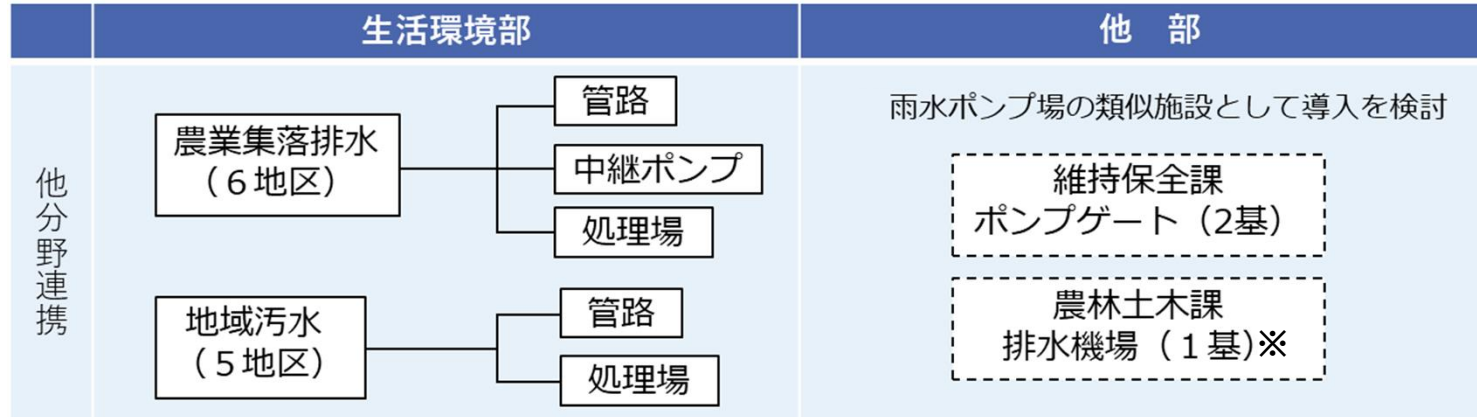 生活環境部
他　部
他分野連携
農業集落排水
（６地区）
管路
中継ポンプ
処理場
地域汚水
（５地区）
管路
処理場
雨水ポンプ場の類似施設として導入を検討
維持保全課
ポンプゲート（2基）
農林土木課
排水機場（１基）※